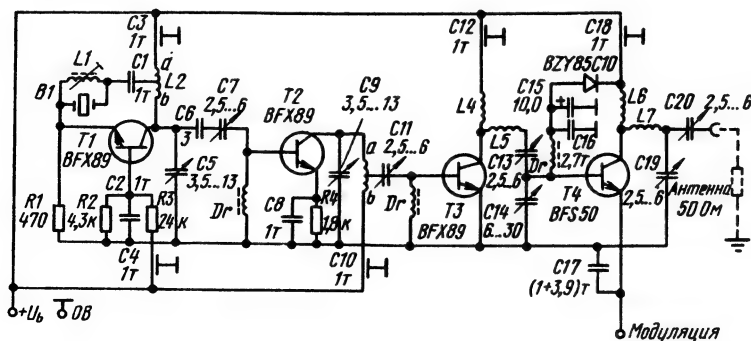 C3
1т
L1
C1
a
L2
1т
b
B1
C6
3
C7
2,5...6
T1
BFX89
T2
BFX89
C9
3,5...13
C5
3,5...13
a
b
C11
2,5...6
R1
470
R2
4,3к
C2
1т
R3
24к
C4
1т
Dr
C8
1т
R4
1,8к
C10
1т
Dr
C12
1т
L4
L5
C13
2,5...6
T3
BFX89
C14
6...30
C18
1т
BZY85C10
C15
10,0
+
C16
2,7т
Dr
L6
L7
C20
2,5...6
T4
BFS50
C19
2,5...6
Антенна
50 Ом
C17
(1+3,9)т
+Ub
OB
Модуляция